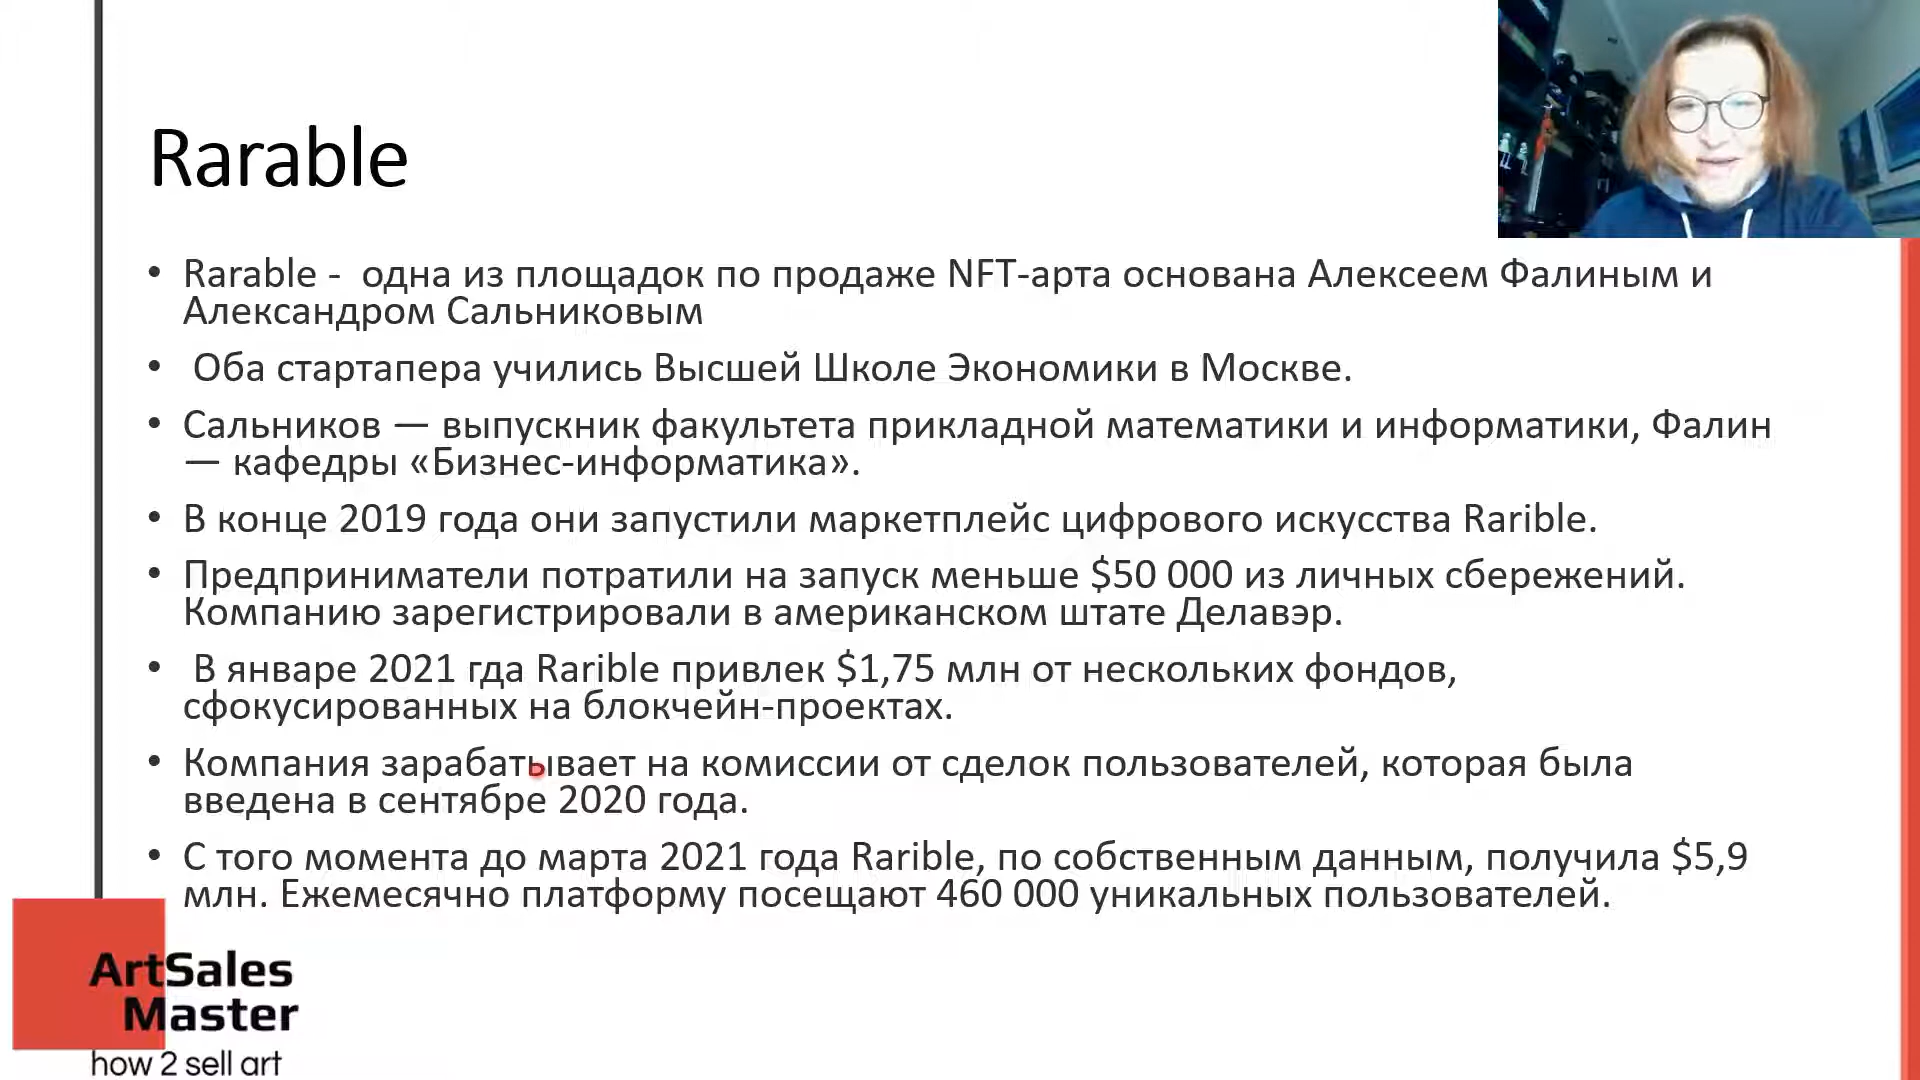 Rarable
• Rarable -  одна из площадок по продаже NFT-арта основана Алексеем Фалиным и
Александром Сальниковым
• Оба стартапера учились Высшей Школе Экономики в Москве.
• Сальников — выпускник факультета прикладной математики и информатики, Фалин
— кафедры «Бизнес-информатика».
• В конце 2019 года они запустили маркетплейс цифрового искусства Rarible.
• Предприниматели потратили на запуск меньше $50 000 из личных сбережений.
Компанию зарегистрировали в американском штате Делавэр.
• В январе 2021 гда Rarible привлек $1,75 млн от нескольких фондов,
сфокусированных на блокчейн-проектах.
• Компания зарабатывает на комиссии от сделок пользователей, которая была
введена в сентябре 2020 года.
• С того момента до марта 2021 года Rarible, по собственным данным, получила $5,9
млн. Ежемесячно платформу посещают 460 000 уникальных пользователей.
ArtSales
Master
how 2 sell art